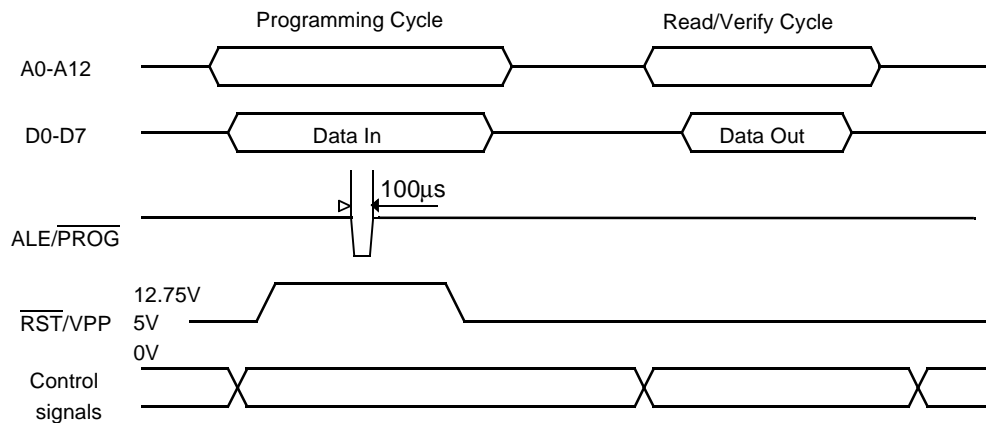 Programming Cycle
Read/Verify Cycle
A0-A12
D0-D7
Data In
Data Out
100μs
ALE/PROG
12.75V
RST/VPP
5V
0V
Control
signals